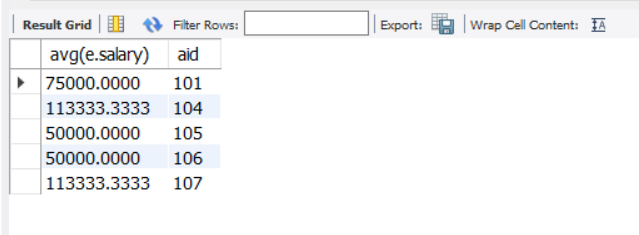 Result Grid Filter Rows: Export: Wrap Cell Content: IA
avg(e.salary) aid
75000.0000 101
113333.3333 104
50000.0000 105
50000.0000 106
113333.3333 107